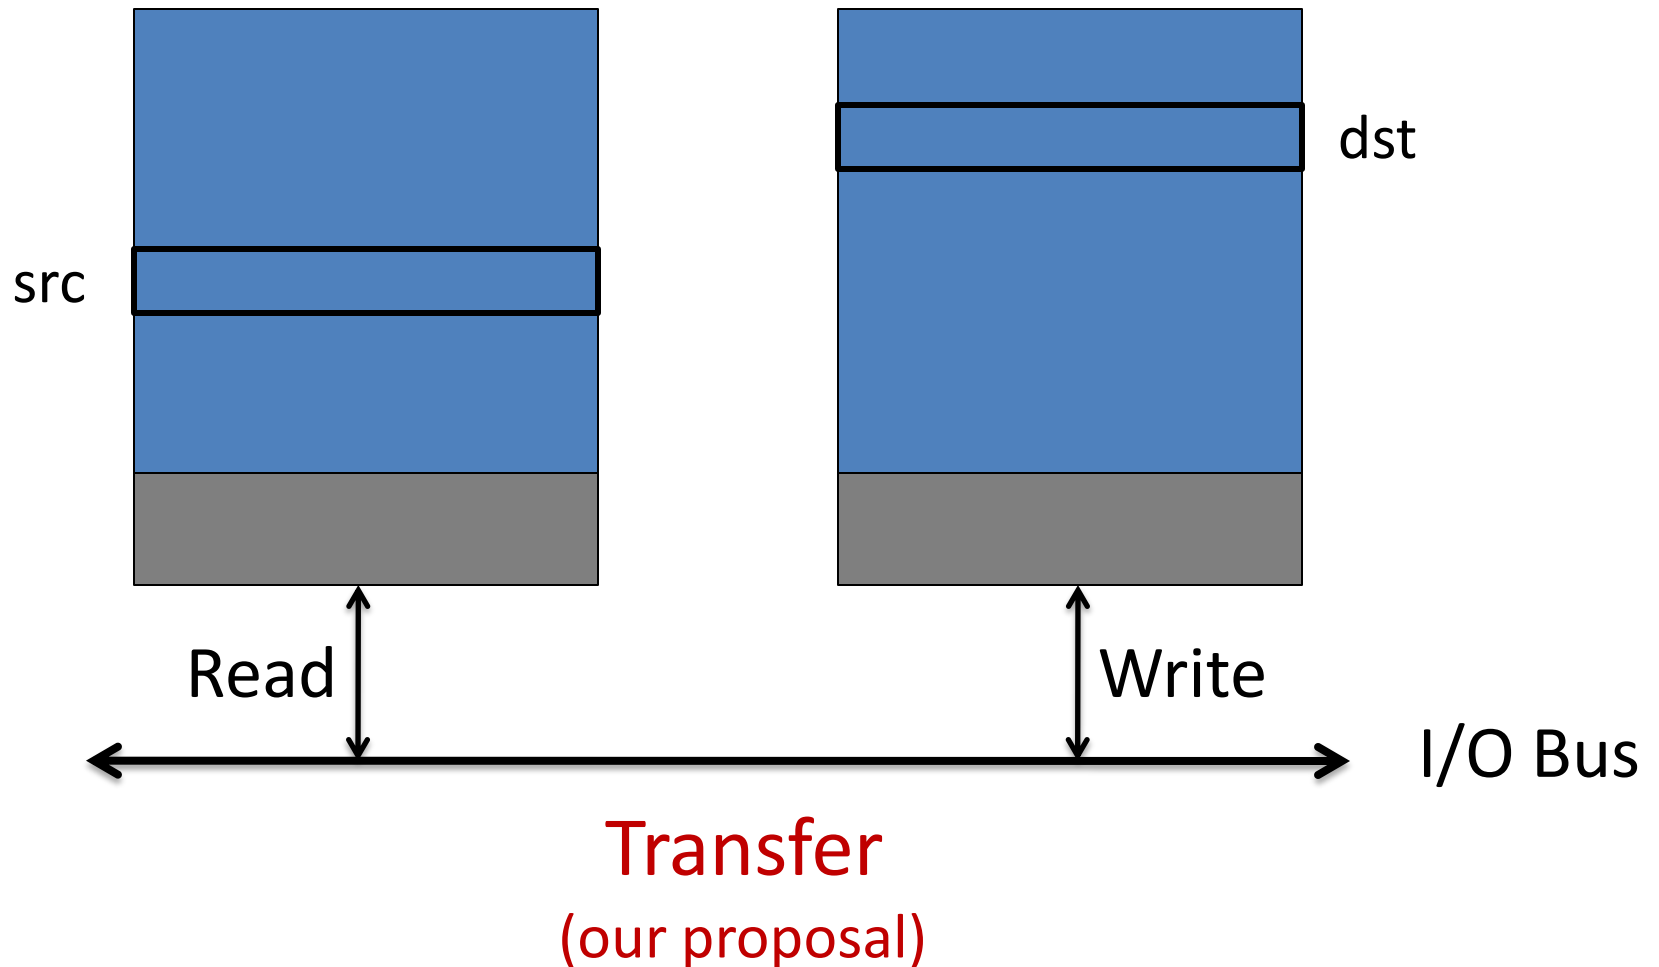 dst
src
Read
Write
I/O Bus
Transfer
(our proposal)